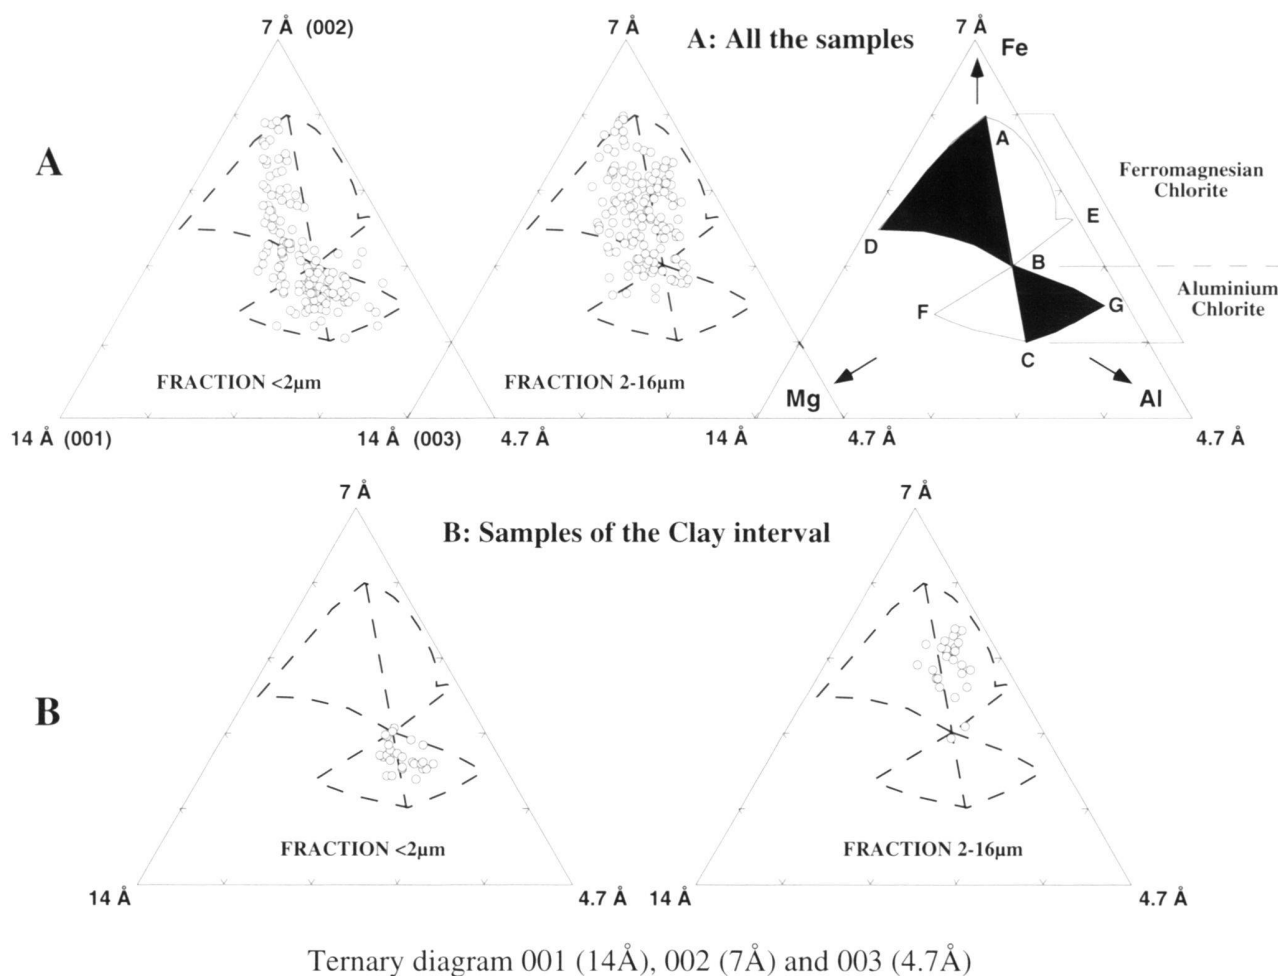 7 Å (002)
7 Å
A: All the samples
7 Å
Fe
A
A
Ferromagnesian
Chlorite
E
D
B
Aluminium
Chlorite
F
G
C
FRACTION <2µm
FRACTION 2-16µm
Mg
Al
14 Å (001)
14 Å (003)
4.7 Å
14 Å
4.7 Å
4.7 Å
7 Å
7 Å
B: Samples of the Clay interval
B
FRACTION <2µm
FRACTION 2-16µm
14 Å
4.7 Å
14 Å
4.7 Å
Ternary diagram 001 (14Å), 002 (7Å) and 003 (4.7Å)